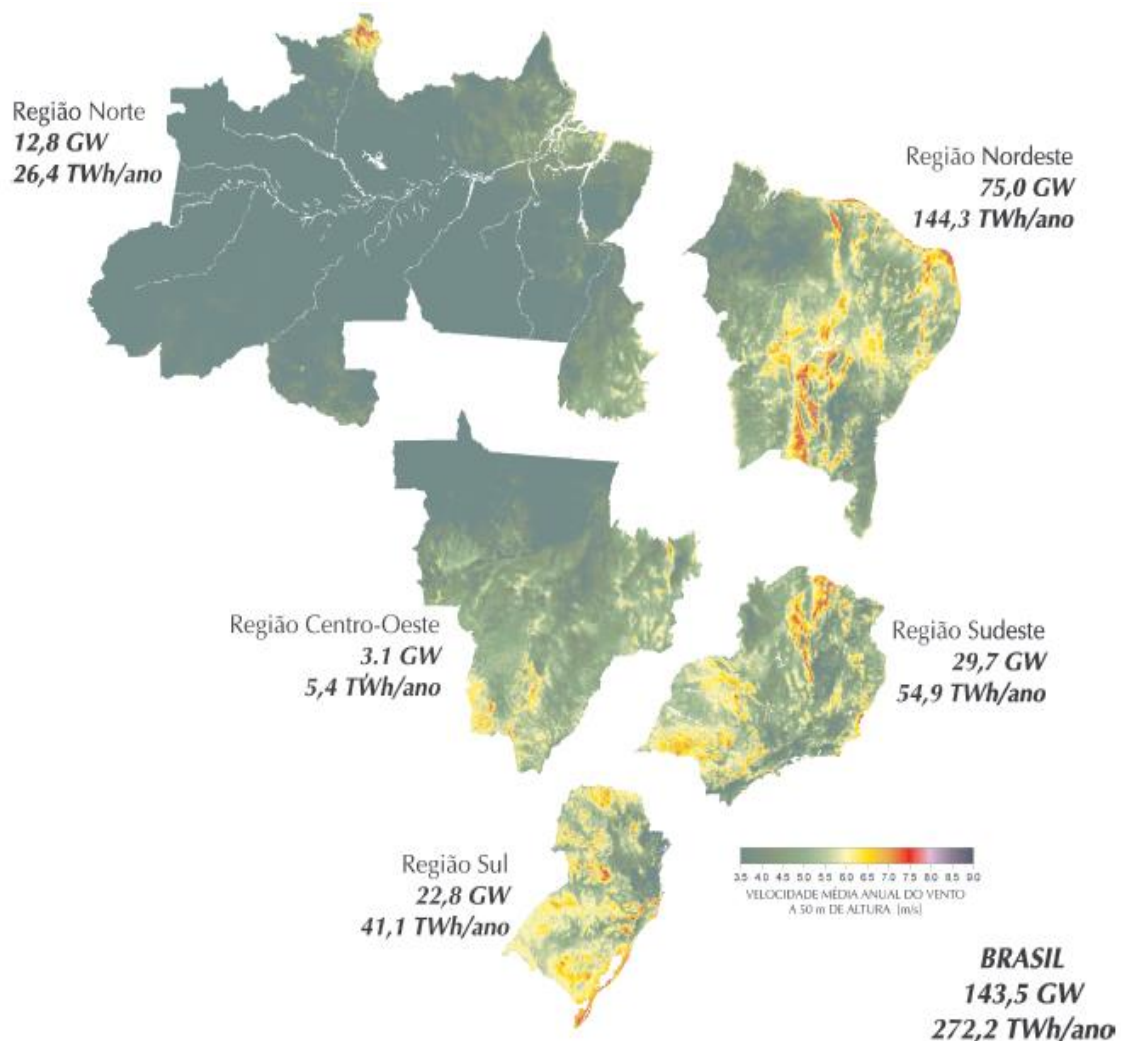 Região Norte
12,8 GW
26,4 TWh/ano
Região Nordeste
75,0 GW
144,3 TWh/ano
Região Centro-Oeste
3.1 GW
5,4 TWh/ano
Região Sudeste
29,7 GW
54,9 TWh/ano
Região Sul
22,8 GW
41,1 TWh/ano
3.5 4.0 4.5 5.0 5.5 6.0 6.5 7.0 7.5 8.0 8.5 9.0
VELOCIDADE MÉDIA ANUAL DO VENTO
A 50 m DE ALTURA [m/s]
BRASIL
143,5 GW
272,2 TWh/ano